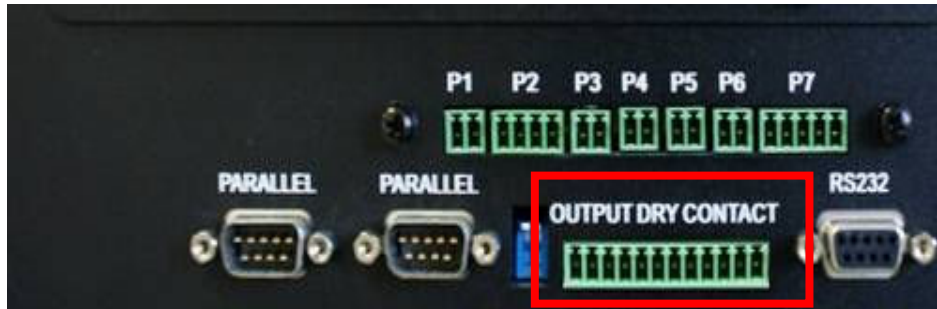 P1 P2 P3 P4 P5 P6 P7
PARALLEL PARALLEL RS232
OUTPUT DRY CONTACT